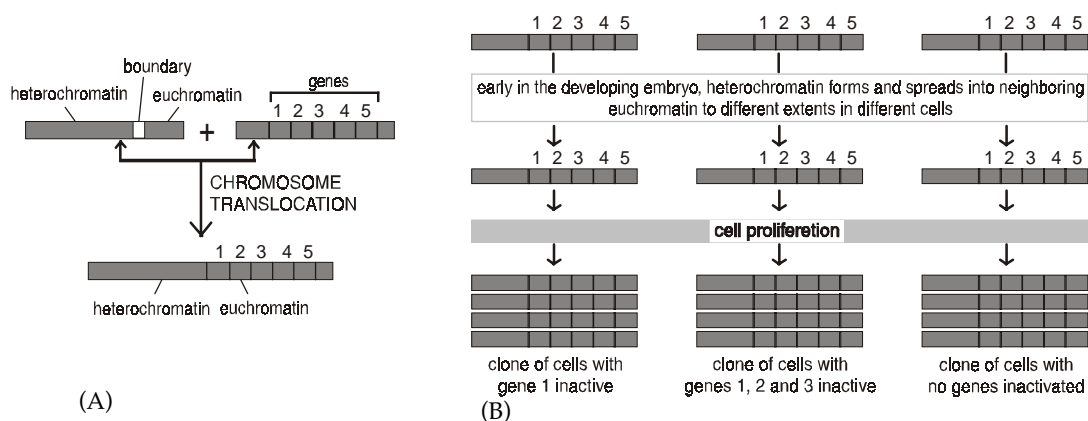 boundary
heterochromatin
euchromatin
genes
1 2 3 4 5
+
CHROMOSOME
TRANSLOCATION
1 2 3 4 5
heterochromatin euchromatin
(A)
1 2 3 4 5 1 2 3 4 5 1 2 3 4 5
early in the developing embryo, heterochromatin forms and spreads into neighboring
euchromatin to different extents in different cells
1 2 3 4 5 1 2 3 4 5 1 2 3 4 5
cell proliferetion
clone of cells with
gene 1 inactive
clone of cells with
genes 1, 2 and 3 inactive
clone of cells with
no genes inactivated
(B)